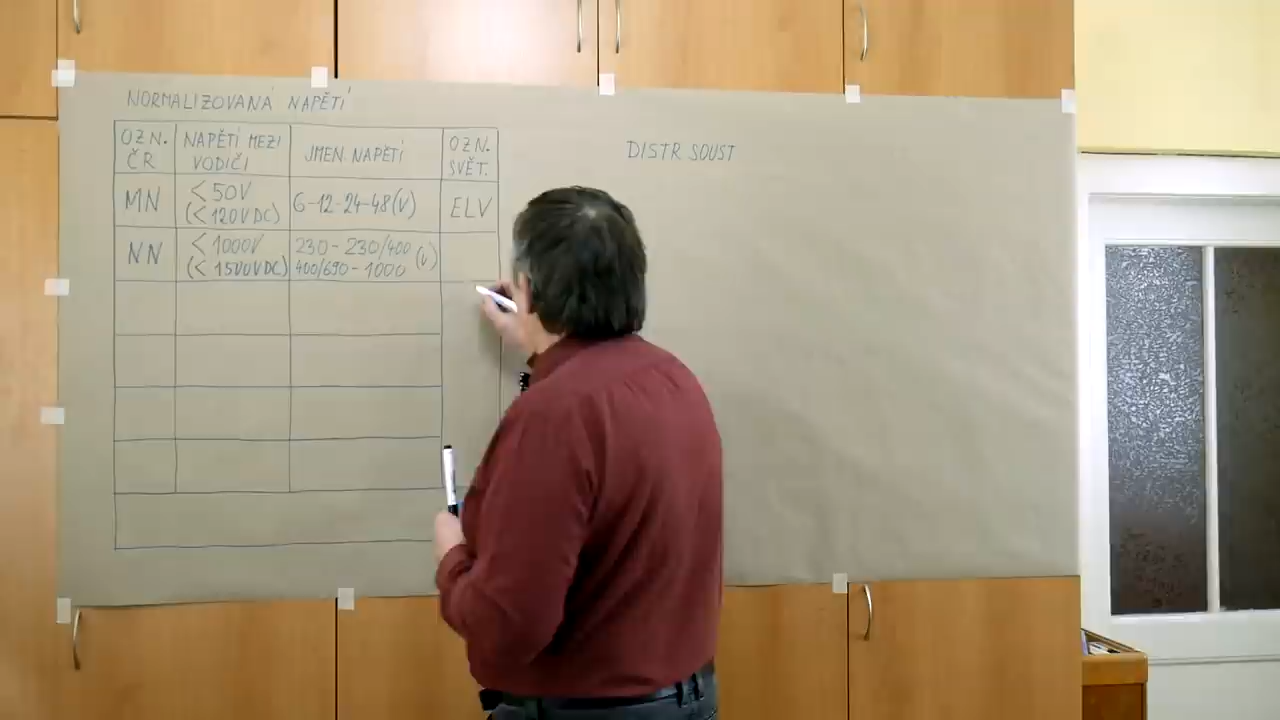 NORMALIZOVANÁ NAPĚTÍ
OZN. ČR
NAPĚTÍ MEZI VODIČI
JMEN. NAPĚTÍ
OZN. SVĚT.
MN
< 50V
(< 120V DC)
6-12-24-48 (V)
ELV
NN
< 1000V
(< 1500V DC)
230 - 230/400
400/690 - 1000 (V)
DISTR SOUST